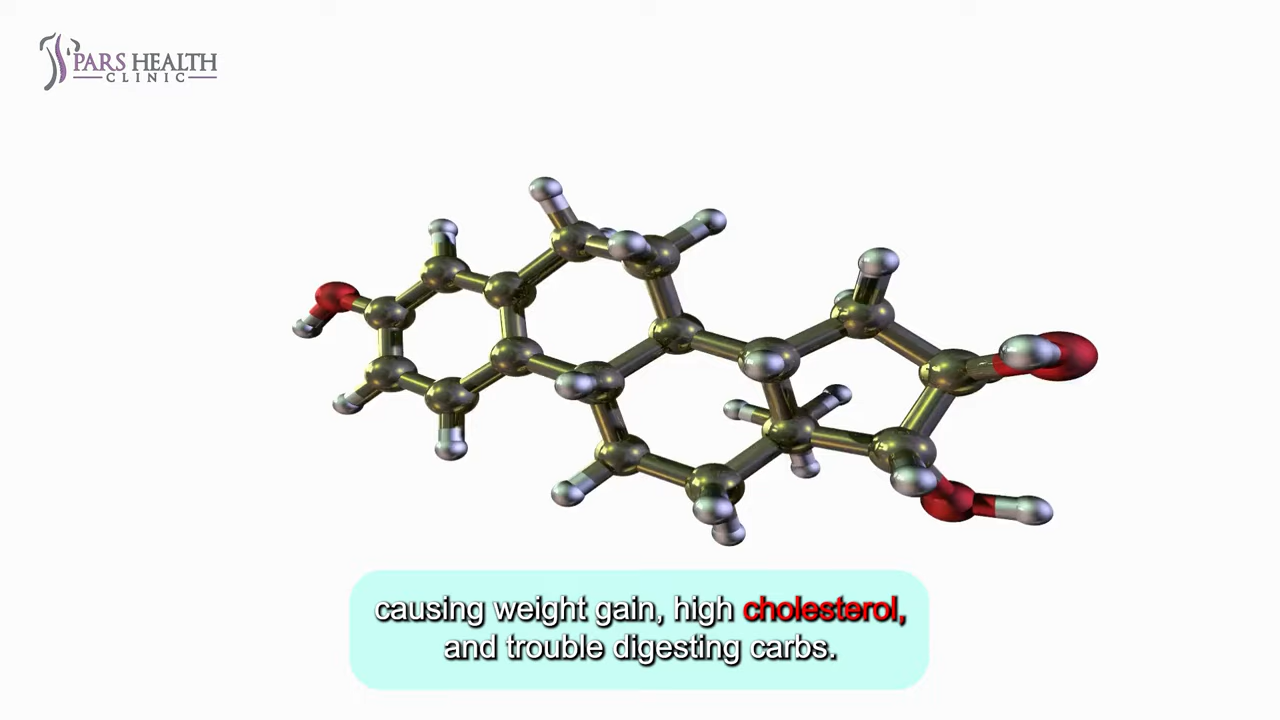 PARS HEALTH
CLINIC
causing weight gain, high cholesterol,
and trouble digesting carbs.